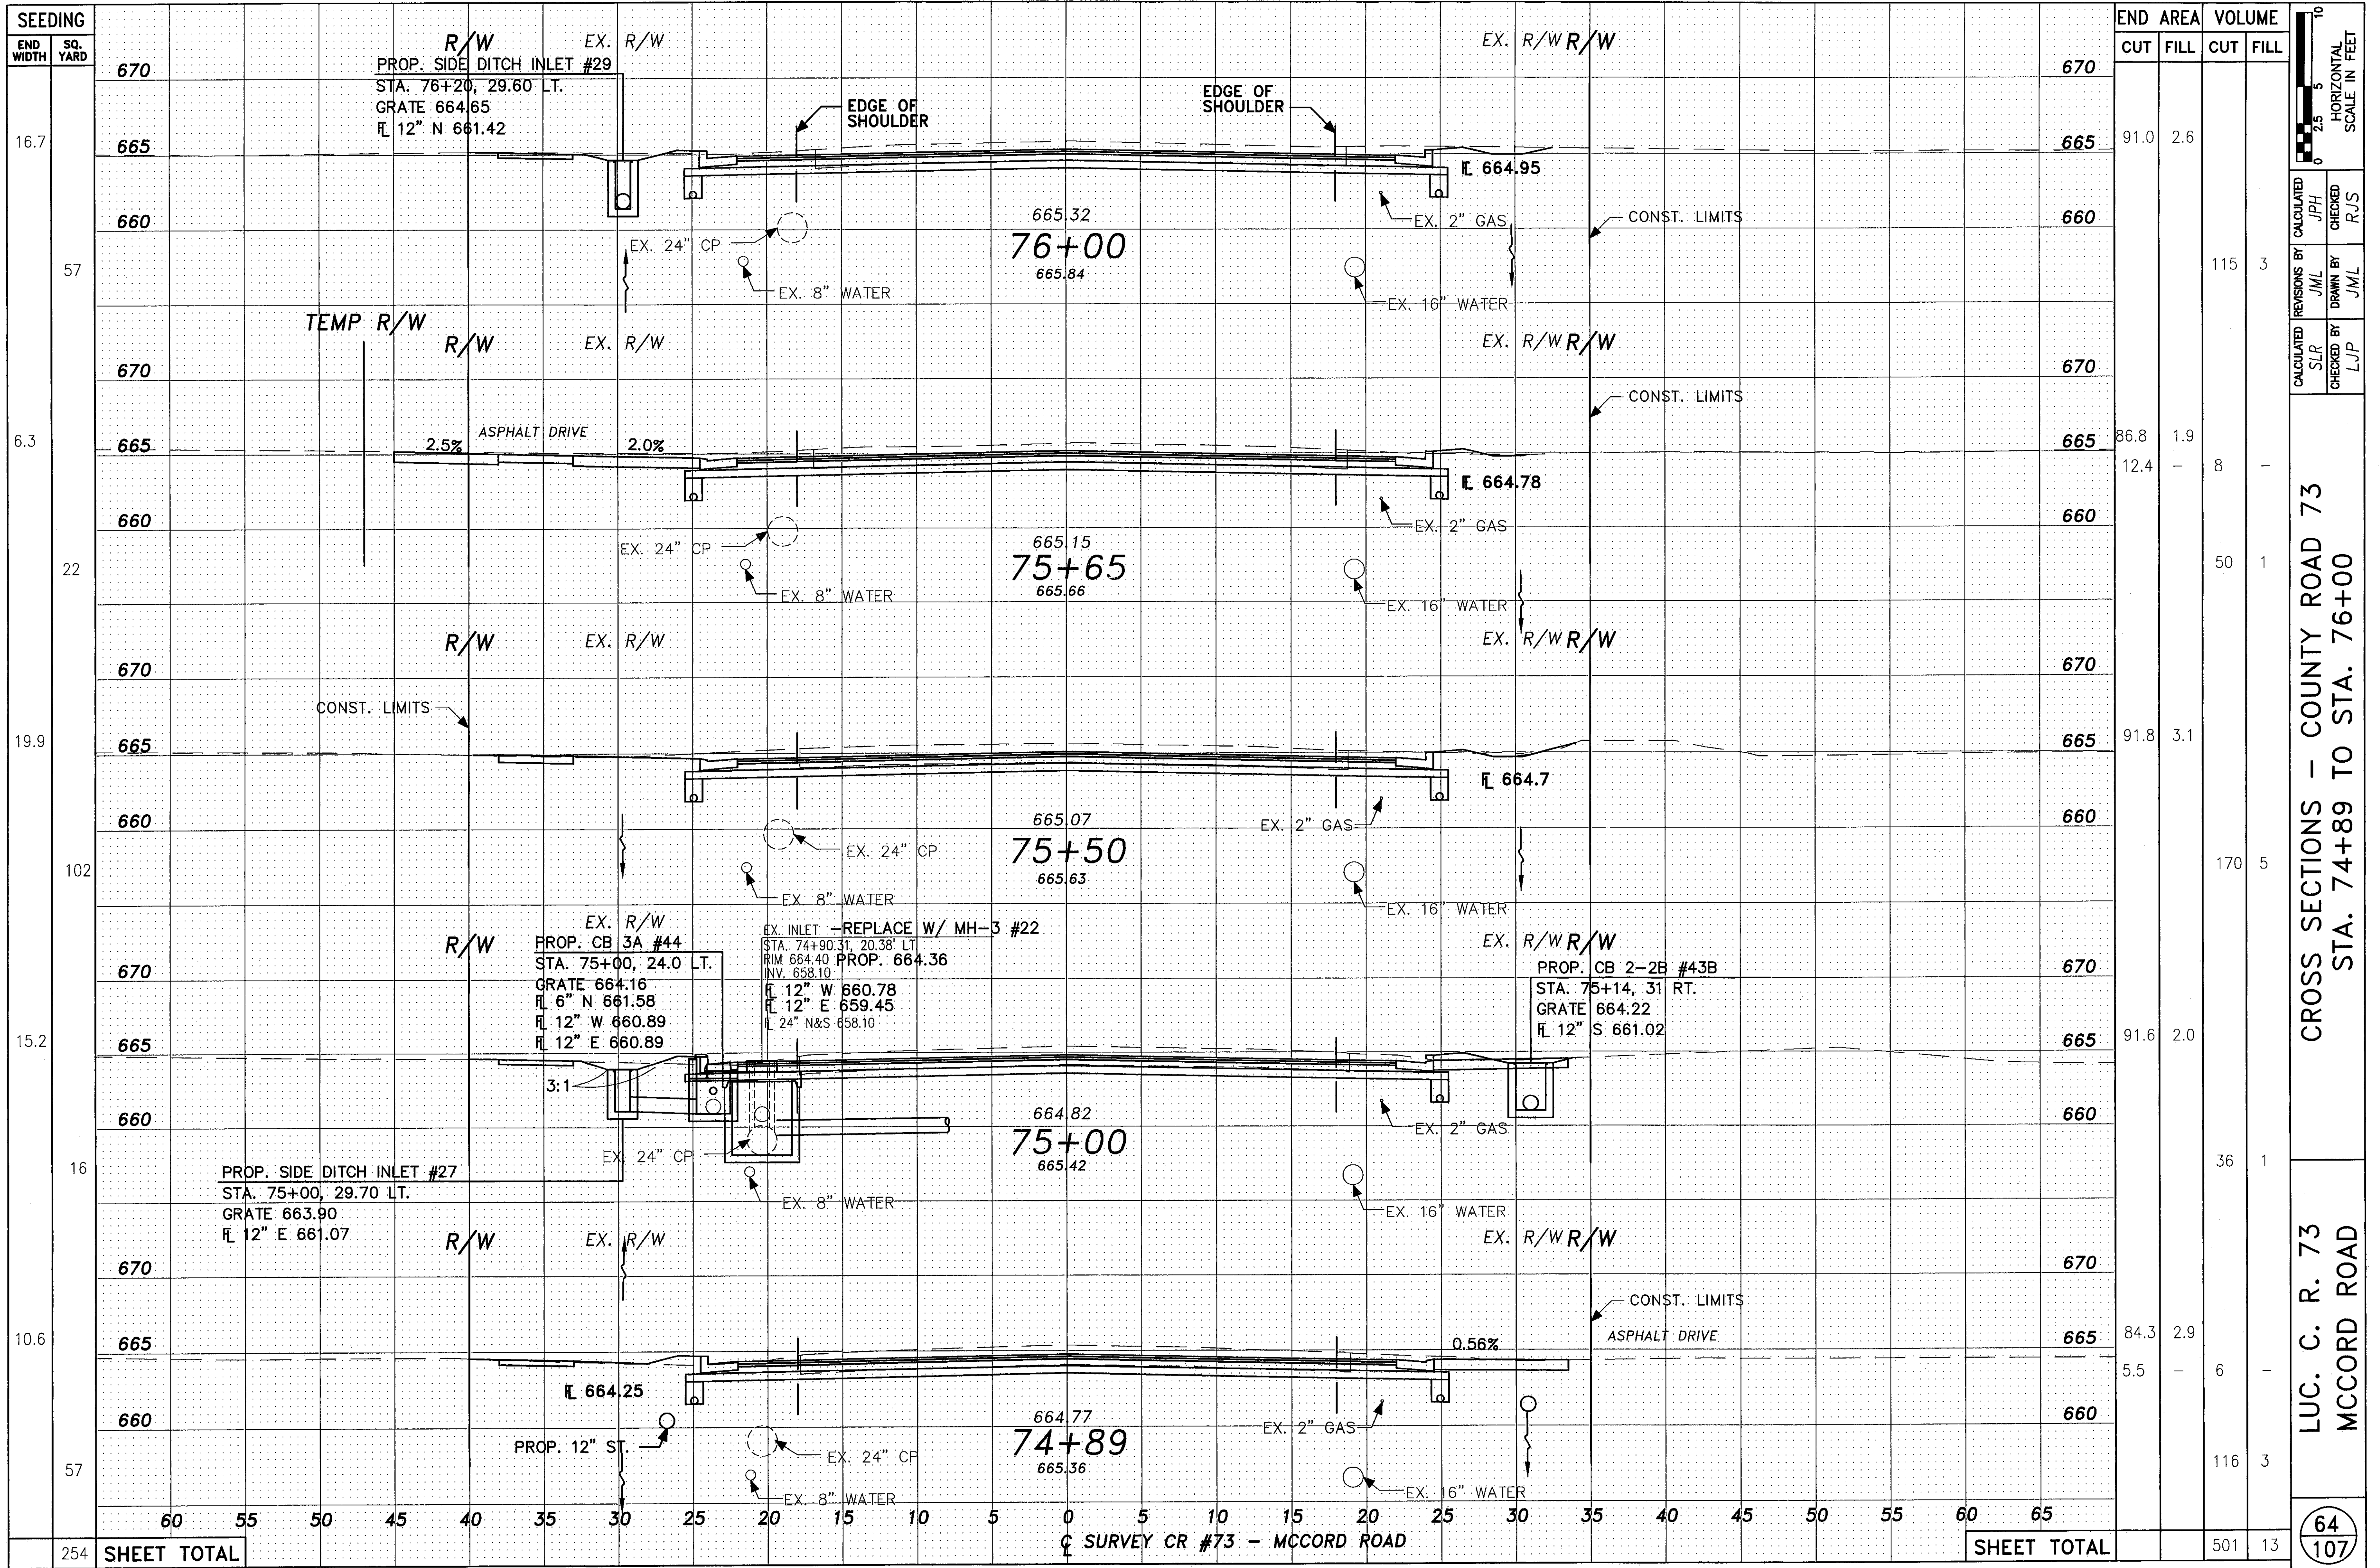 SEEDING
END WIDTH
SQ. YARD
END AREA
VOLUME
CUT FILL CUT FILL
R/W
EX. R/W
EX. R/W R/W
PROP. SIDE DITCH INLET #29
STA. 76+20, 29.60 LT.
GRATE 664.65
FL 12" N 661.42
EDGE OF
SHOULDER
EDGE OF
SHOULDER
670
670
16.7
665
665
91.0 2.6
FL 664.95
660
660
EX. 24" CP
665.32
76+00
665.84
EX. 2" GAS
CONST. LIMITS
57
EX. 8" WATER
EX. 16" WATER
115 3
TEMP R/W
R/W
EX. R/W
EX. R/W R/W
670
670
CONST. LIMITS
6.3
ASPHALT DRIVE
2.5%
2.0%
665
665
86.8 1.9
12.4 – 8 –
FL 664.78
660
660
EX. 24" CP
665.15
75+65
665.66
EX. 2" GAS
22
EX. 8" WATER
EX. 16" WATER
50 1
R/W
EX. R/W
EX. R/W R/W
670
670
CONST. LIMITS
19.9
665
665
91.8 3.1
FL 664.7
660
660
665.07
75+50
665.63
EX. 2" GAS
EX. 24" CP
102
EX. 8" WATER
EX. 16" WATER
170 5
EX. R/W
R/W
EX. R/W R/W
PROP. CB 3A #44
STA. 75+00, 24.0 LT.
GRATE 664.16
FL 6" N 661.58
FL 12" W 660.89
FL 12" E 660.89
EX. INLET – REPLACE W/ MH-3 #22
STA. 74+90.31, 20.38' LT.
RIM 664.40 PROP. 664.36
INV. 658.10
FL 12" W 660.78
FL 12" E 659.45
FL 24" N&S 658.10
PROP. CB 2-2B #43B
STA. 75+14, 31 RT.
GRATE 664.22
FL 12" S 661.02
670
670
15.2
665
665
91.6 2.0
3:1
660
660
664.82
75+00
665.42
EX. 24" CP
EX. 2" GAS
16
EX. 8" WATER
EX. 16" WATER
36 1
PROP. SIDE DITCH INLET #27
STA. 75+00, 29.70 LT.
GRATE 663.90
FL 12" E 661.07
R/W
EX. R/W
EX. R/W R/W
670
670
CONST. LIMITS
10.6
665
0.56%
ASPHALT DRIVE
665
84.3 2.9
5.5 – 6 –
FL 664.25
660
660
664.77
74+89
665.36
EX. 2" GAS
PROP. 12" ST.
EX. 24" CP
57
EX. 8" WATER
EX. 16" WATER
116 3
60 55 50 45 40 35 30 25 20 15 10 5 0 5 10 15 20 25 30 35 40 45 50 55 60 65
CL SURVEY CR #73 – MCCORD ROAD
254 SHEET TOTAL
SHEET TOTAL 501 13
0 2.5 5 10
HORIZONTAL
SCALE IN FEET
CALCULATED
JPH
CHECKED
RJS
REVISIONS BY
JML
DRAWN BY
JML
CALCULATED
SLR
CHECKED BY
LJP
CROSS SECTIONS – COUNTY ROAD 73
STA. 74+89 TO STA. 76+00
LUC. C. R. 73
MCCORD ROAD
64
107